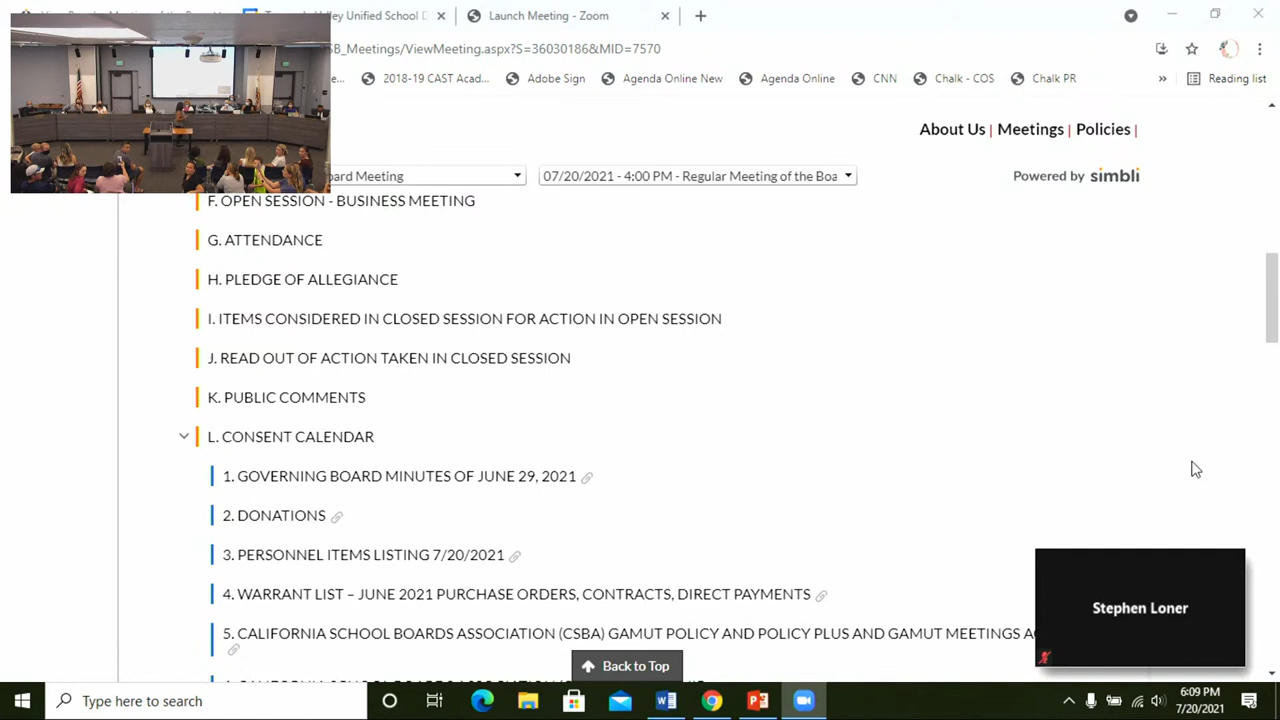 Valley Unified School D
Launch Meeting - Zoom
SB_Meetings/ViewMeeting.aspx?S=36030186&MID=7570
e...
2018-19 CAST Acad...
Adobe Sign
Agenda Online New
Agenda Online
CNN
Chalk - COS
Chalk PR
»
Reading list
About Us | Meetings | Policies |
oard Meeting
07/20/2021 - 4:00 PM - Regular Meeting of the Boa
Powered by simbli
F. OPEN SESSION - BUSINESS MEETING
G. ATTENDANCE
H. PLEDGE OF ALLEGIANCE
I. ITEMS CONSIDERED IN CLOSED SESSION FOR ACTION IN OPEN SESSION
J. READ OUT OF ACTION TAKEN IN CLOSED SESSION
K. PUBLIC COMMENTS
L. CONSENT CALENDAR
1. GOVERNING BOARD MINUTES OF JUNE 29, 2021
2. DONATIONS
3. PERSONNEL ITEMS LISTING 7/20/2021
4. WARRANT LIST – JUNE 2021 PURCHASE ORDERS, CONTRACTS, DIRECT PAYMENTS
5. CALIFORNIA SCHOOL BOARDS ASSOCIATION (CSBA) GAMUT POLICY AND POLICY PLUS AND GAMUT MEETINGS A
Stephen Loner
Back to Top
Type here to search
6:09 PM
7/20/2021